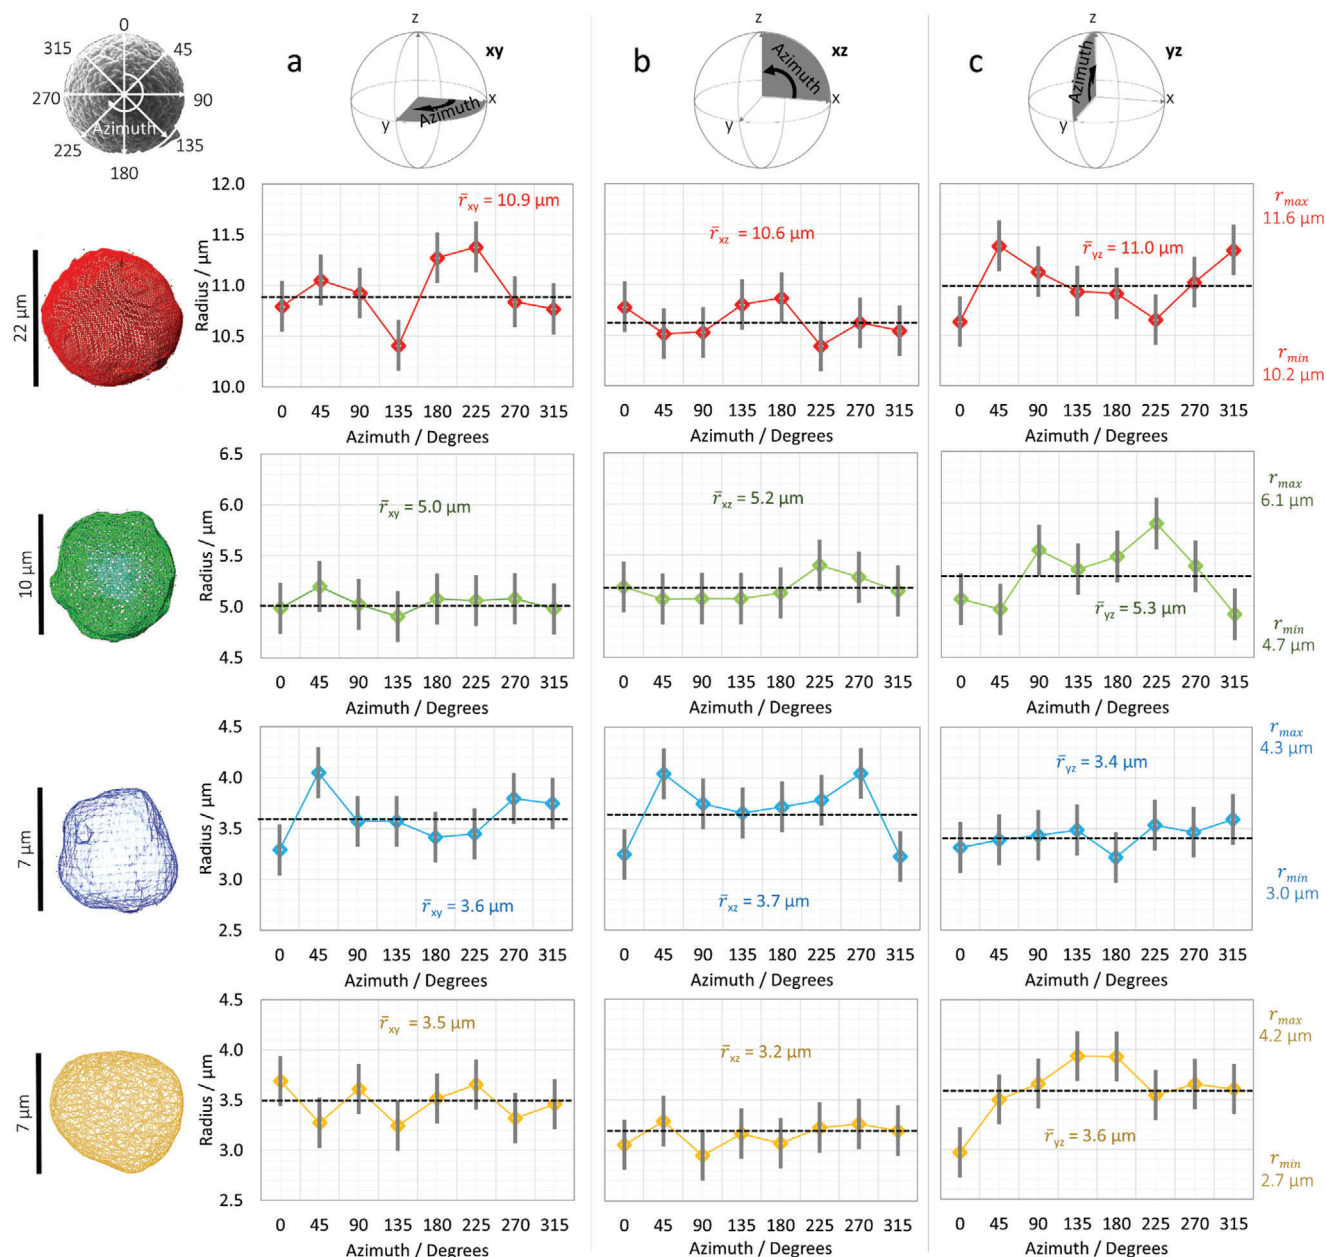 0
315
45
270
90
Azimuth
225
135
180
a
z
xy
x
y
Azimuth
b
z
xz
x
y
Azimuth
c
z
yz
x
y
Azimuth
22 µm
Radius / µm
12.0
11.5
11.0
10.5
10.0
r̄xy = 10.9 µm
0 45 90 135 180 225 270 315
Azimuth / Degrees
r̄xz = 10.6 µm
0 45 90 135 180 225 270 315
Azimuth / Degrees
r̄yz = 11.0 µm
0 45 90 135 180 225 270 315
Azimuth / Degrees
rmax
11.6 µm
rmin
10.2 µm
10 µm
Radius / µm
6.5
6.0
5.5
5.0
4.5
r̄xy = 5.0 µm
0 45 90 135 180 225 270 315
Azimuth / Degrees
r̄xz = 5.2 µm
0 45 90 135 180 225 270 315
Azimuth / Degrees
r̄yz = 5.3 µm
0 45 90 135 180 225 270 315
Azimuth / Degrees
rmax
6.1 µm
rmin
4.7 µm
7 µm
Radius / µm
4.5
4.0
3.5
3.0
2.5
r̄xy = 3.6 µm
0 45 90 135 180 225 270 315
Azimuth / Degrees
r̄xz = 3.7 µm
0 45 90 135 180 225 270 315
Azimuth / Degrees
r̄yz = 3.4 µm
0 45 90 135 180 225 270 315
Azimuth / Degrees
rmax
4.3 µm
rmin
3.0 µm
7 µm
Radius / µm
4.5
4.0
3.5
3.0
2.5
r̄xy = 3.5 µm
0 45 90 135 180 225 270 315
Azimuth / Degrees
r̄xz = 3.2 µm
0 45 90 135 180 225 270 315
Azimuth / Degrees
r̄yz = 3.6 µm
0 45 90 135 180 225 270 315
Azimuth / Degrees
rmax
4.2 µm
rmin
2.7 µm